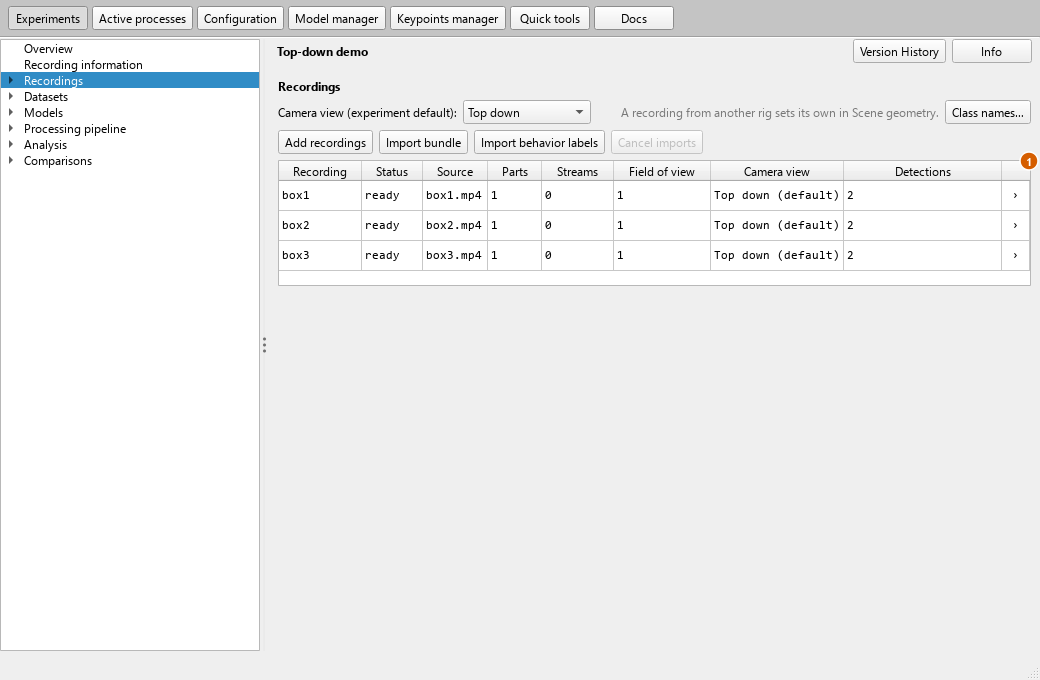 Experiments Active processes Configuration Model manager Keypoints manager Quick tools Docs
Overview
Recording information
Recordings
Datasets
Models
Processing pipeline
Analysis
Comparisons
Top-down demo Version History Info
Recordings
Camera view (experiment default): Top down A recording from another rig sets its own in Scene geometry. Class names...
Add recordings Import bundle Import behavior labels Cancel imports
1
Recording Status Source Parts Streams Field of view Camera view Detections
box1 ready box1.mp4 1 0 1 Top down (default) 2 ›
box2 ready box2.mp4 1 0 1 Top down (default) 2 ›
box3 ready box3.mp4 1 0 1 Top down (default) 2 ›